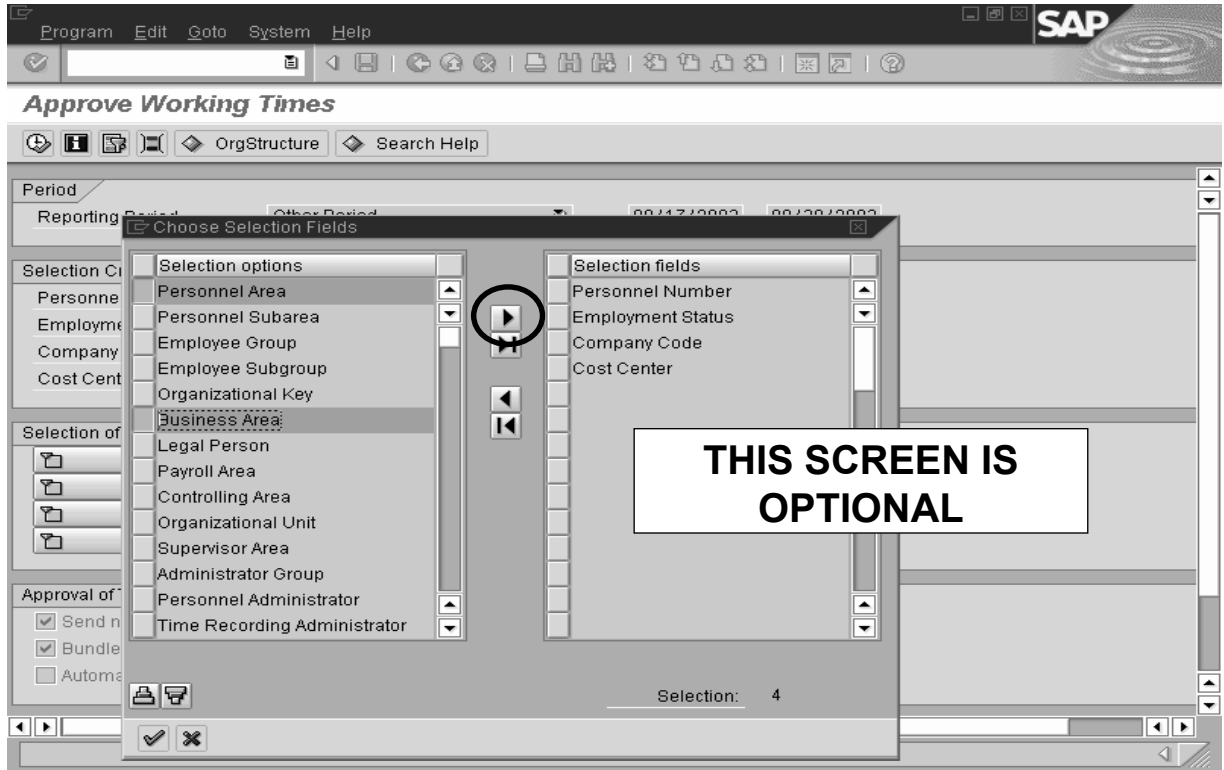 Program Edit Goto System Help
SAP
Approve Working Times
OrgStructure Search Help
Period
Reporting
Choose Selection Fields
Selection options
Selection fields
Personnel Area
Personnel Number
Personnel Subarea
Employment Status
Employee Group
Company Code
Employee Subgroup
Cost Center
Organizational Key
Business Area
Legal Person
Payroll Area
Controlling Area
Organizational Unit
Supervisor Area
Administrator Group
Personnel Administrator
Time Recording Administrator
Selection: 4
Selection Cr
Personne
Employme
Company
Cost Cent
Selection of
Approval of
Send n
Bundle
Automa
THIS SCREEN IS
OPTIONAL